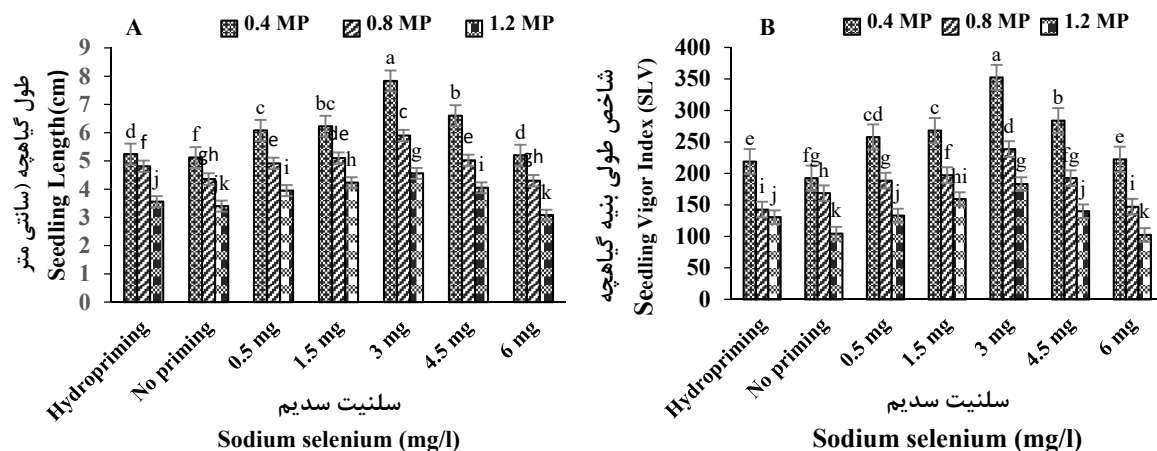 A
0.4 MP 0.8 MP 1.2 MP
طول گیاهچه (سانتی متر
Seedling Length(cm)
9
8
7
6
5
4
3
2
1
0
d f j
f gh jk
c e i
bc de h
a c g
b e i
d gh k
Hydropriming
No priming
0.5 mg
1.5 mg
3 mg
4.5 mg
6 mg
سلنیت سدیم
Sodium selenium (mg/l)
B
0.4 MP 0.8 MP 1.2 MP
شاخص طولی بنیه گیاهچه
Seedling Vigor Index (SLV)
400
350
300
250
200
150
100
50
0
e i j
fg h k
cd g j
c f hi
a d g
b fg j
e i k
Hydropriming
No priming
0.5 mg
1.5 mg
3 mg
4.5 mg
6 mg
سلنیت سدیم
Sodium selenium (mg/l)